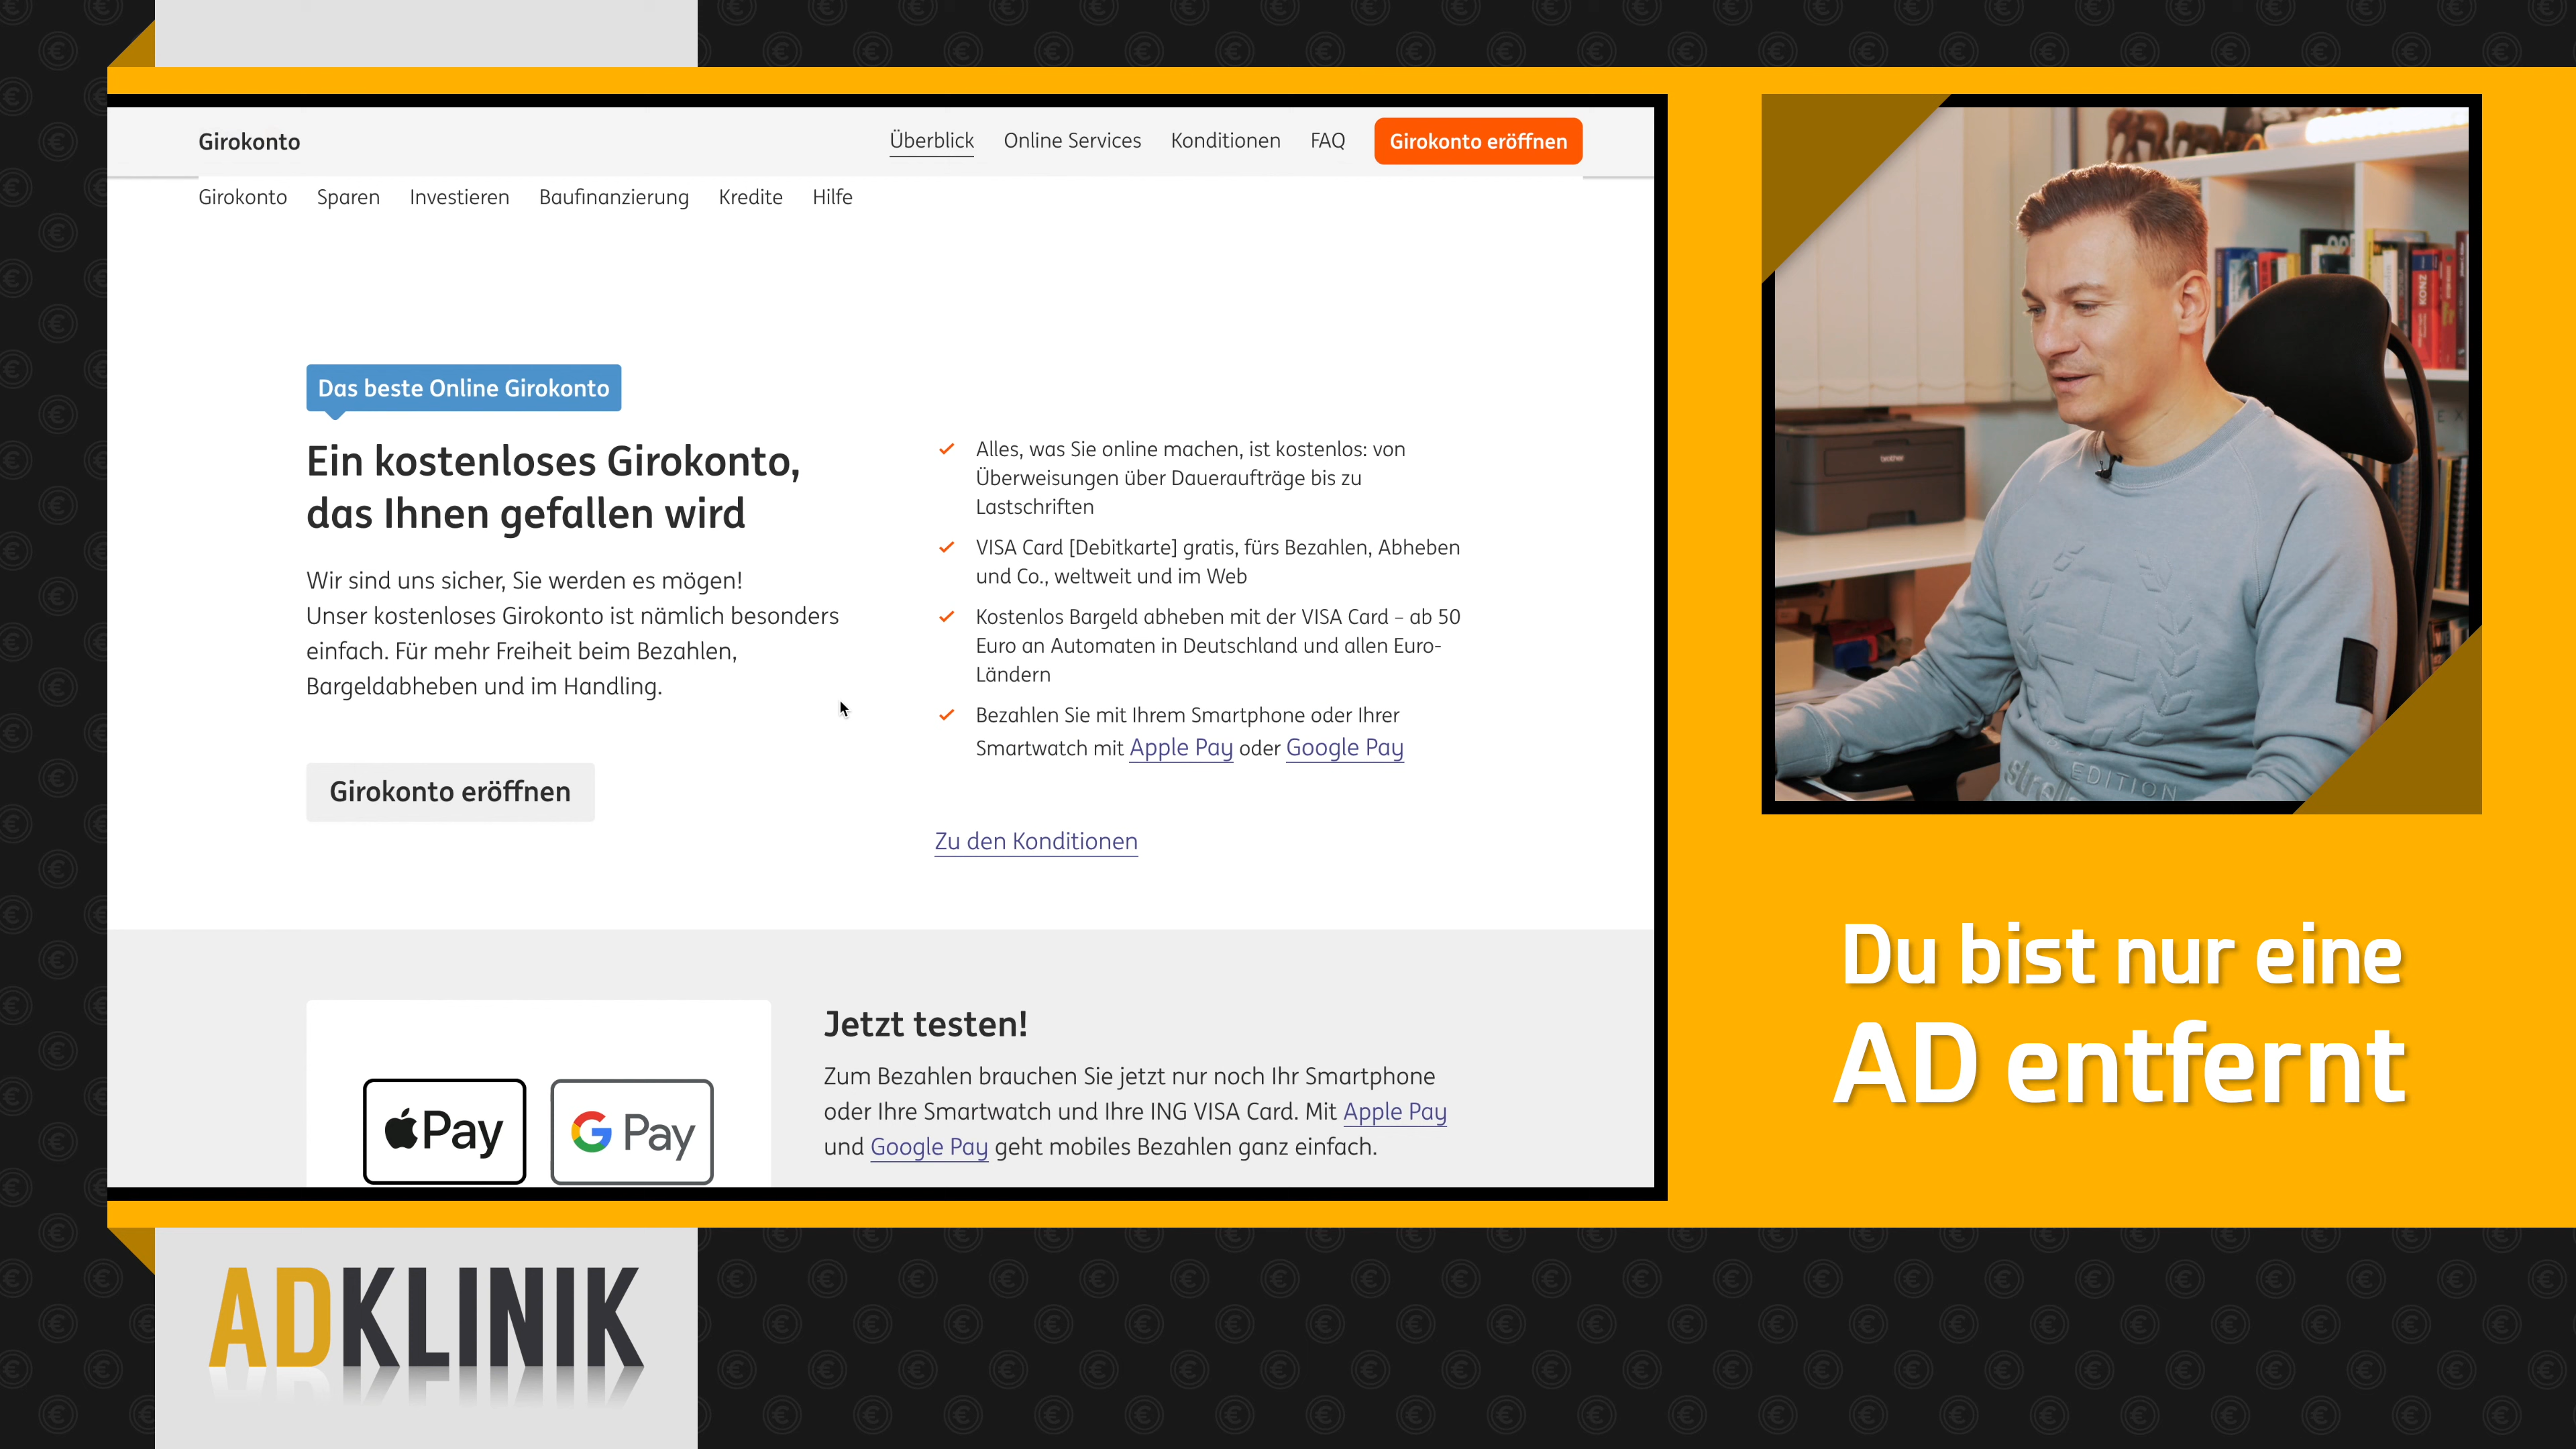 Girokonto
Überblick
Online Services
Konditionen
FAQ
Girokonto eröffnen
Girokonto
Sparen
Investieren
Baufinanzierung
Kredite
Hilfe
Das beste Online Girokonto
Ein kostenloses Girokonto,
das Ihnen gefallen wird
Wir sind uns sicher, Sie werden es mögen!
Unser kostenloses Girokonto ist nämlich besonders
einfach. Für mehr Freiheit beim Bezahlen,
Bargeldabheben und im Handling.
Girokonto eröffnen
Alles, was Sie online machen, ist kostenlos: von
Überweisungen über Daueraufträge bis zu
Lastschriften
VISA Card [Debitkarte] gratis, fürs Bezahlen, Abheben
und Co., weltweit und im Web
Kostenlos Bargeld abheben mit der VISA Card – ab 50
Euro an Automaten in Deutschland und allen Euro-
Ländern
Bezahlen Sie mit Ihrem Smartphone oder Ihrer
Smartwatch mit Apple Pay oder Google Pay
Zu den Konditionen
Pay
G Pay
Jetzt testen!
Zum Bezahlen brauchen Sie jetzt nur noch Ihr Smartphone
oder Ihre Smartwatch und Ihre ING VISA Card. Mit Apple Pay
und Google Pay geht mobiles Bezahlen ganz einfach.
brother
KONZ
EDITION
Du bist nur eine
AD entfernt
ADKLINIK